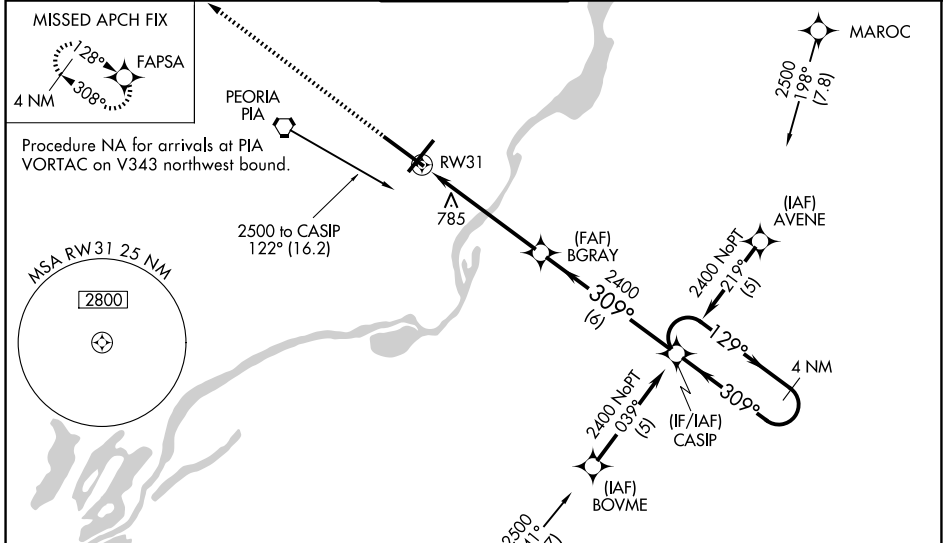 MISSED APCH FIX
128°
FAPSA
308°
4 NM
Procedure NA for arrivals at PIA
VORTAC on V343 northwest bound.
PEORIA
PIA
RW31
785
2500 to CASIP
122° (16.2)
MAROC
2500
198°
(7.8)
(IAF)
AVENE
2400 NoPT
219°
(5)
(FAF)
BGRAY
2400
309°
(6)
MSA RW31 25 NM
2800
129°
4 NM
309°
(IF/IAF)
CASIP
2400 NoPT
039°
(5)
(IAF)
BOVME
2500